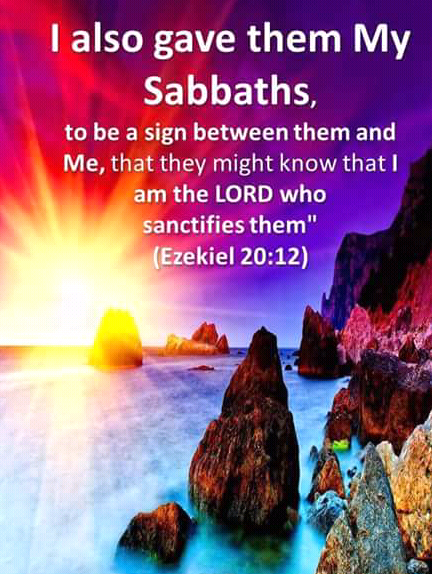 I also gave them My
Sabbaths,
to be a sign between them and
Me, that they might know that I
am the LORD who
sanctifies them"
(Ezekiel 20:12)